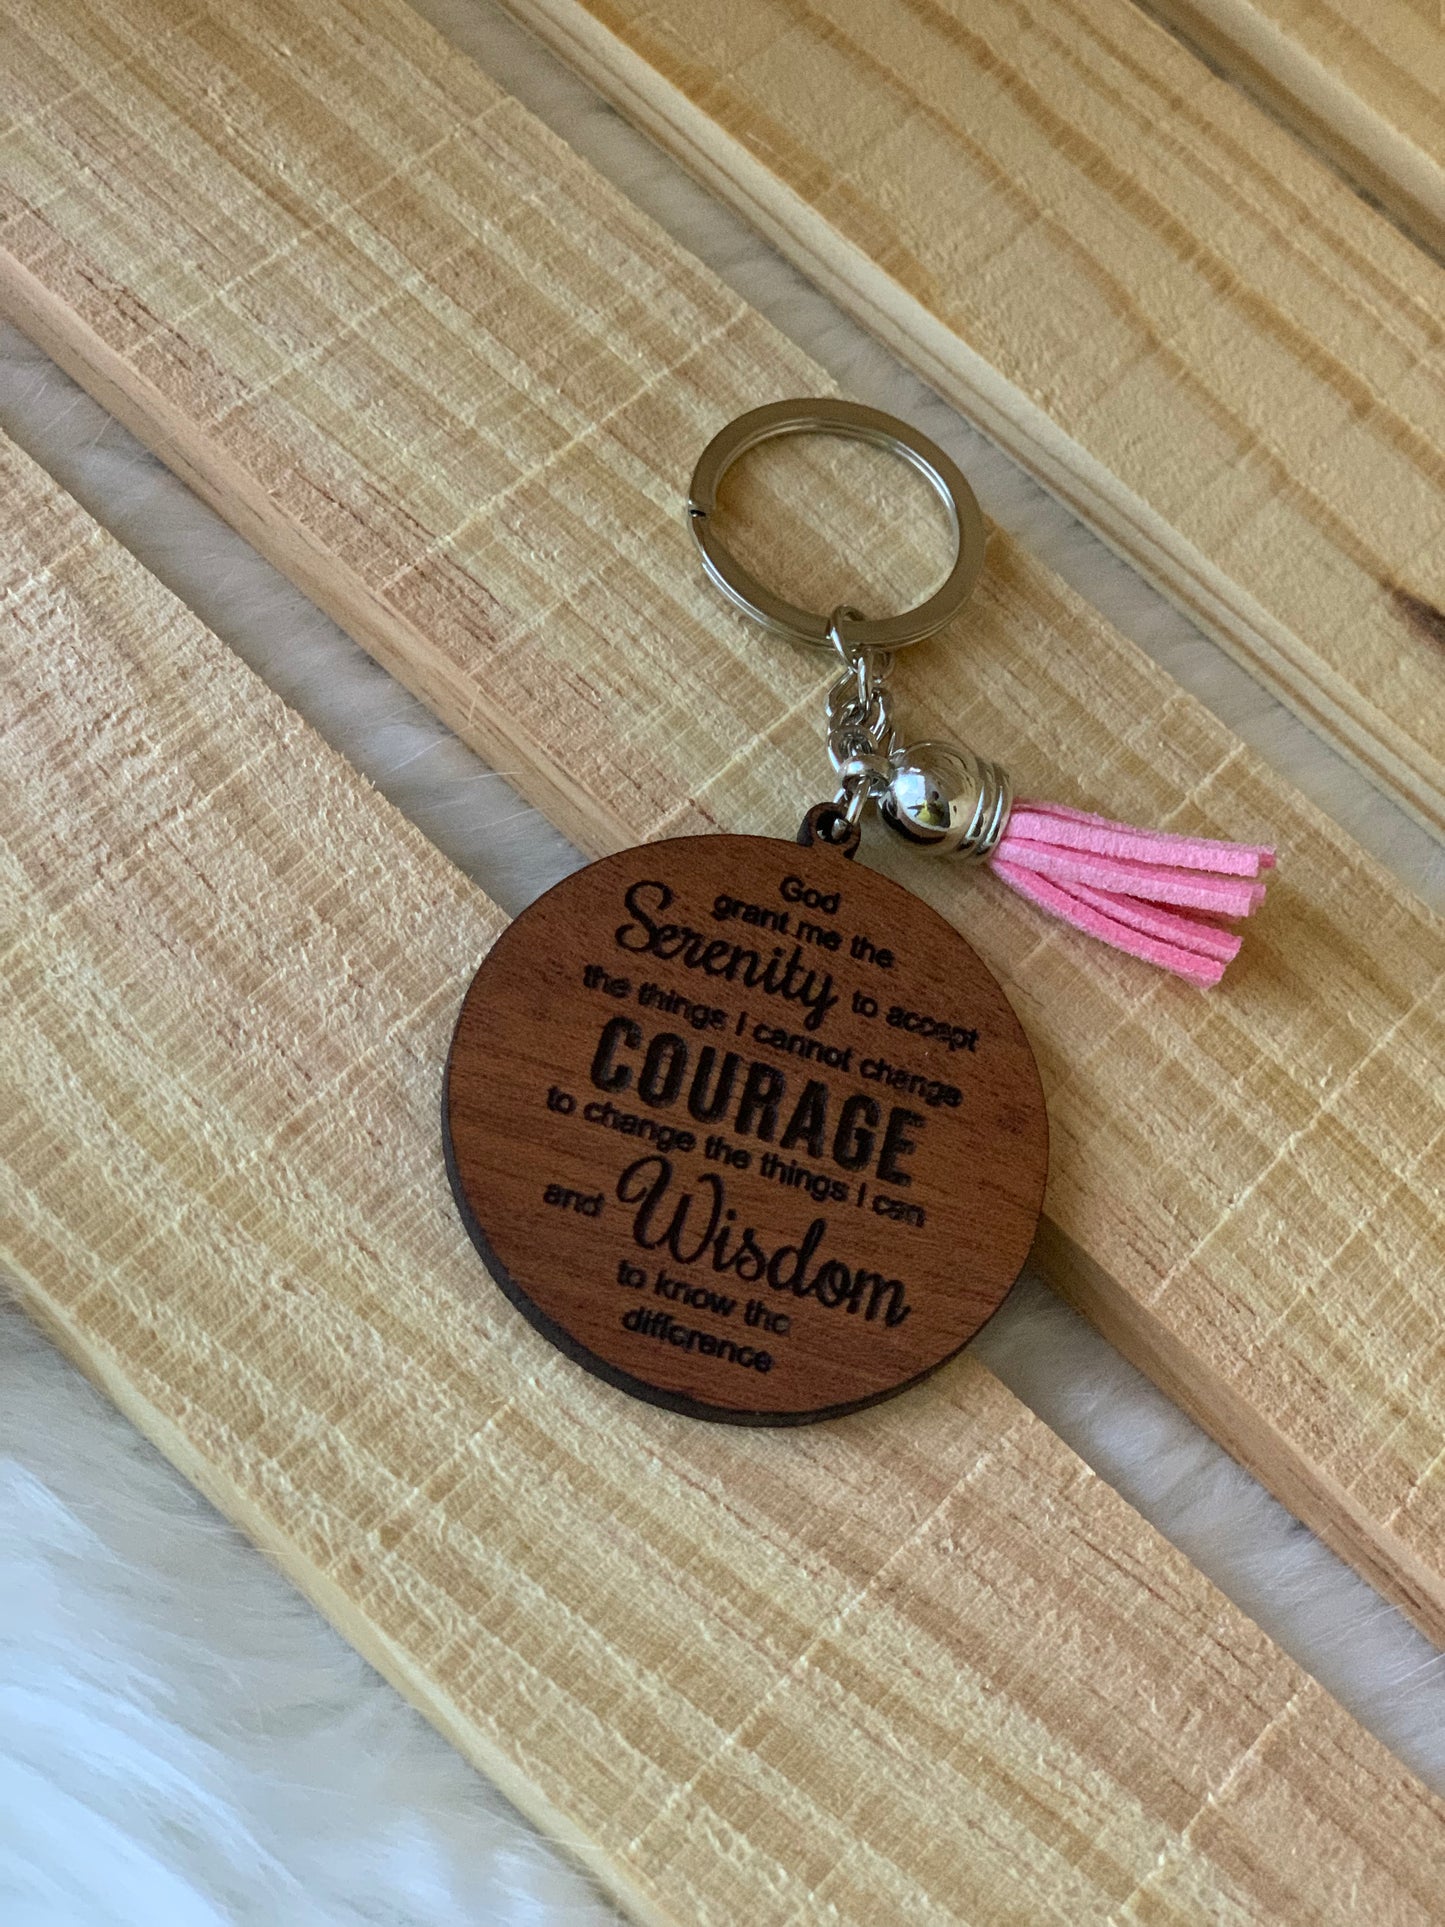 God
grant me the
Serenity to accept
the things I cannot change
COURAGE
to change the things I can
and Wisdom
to know the
difference